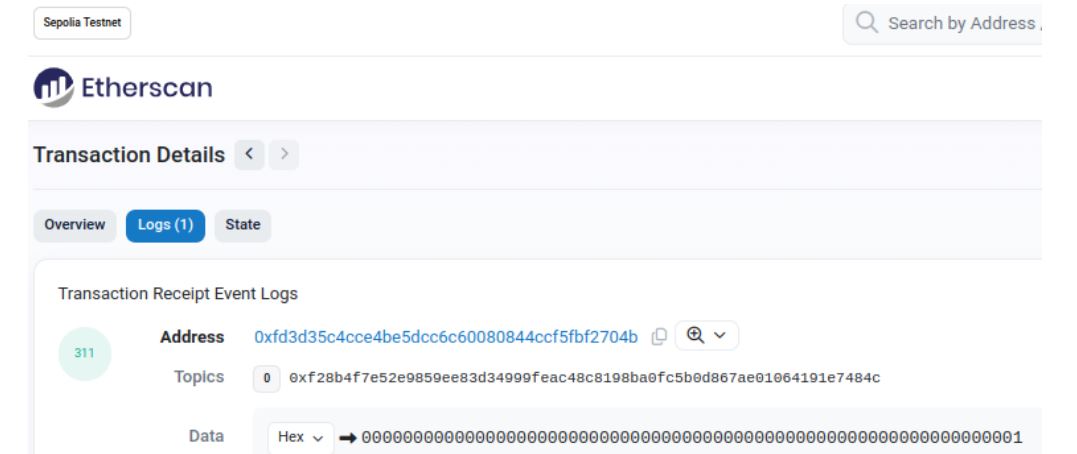 Sepolia Testnet
Search by Address
Etherscan
Transaction Details
Overview Logs (1) State
Transaction Receipt Event Logs
311
Address 0xfd3d35c4cce4be5dcc6c60080844ccf5fbf2704b
Topics 0 0xf28b4f7e52e9859ee83d34999feac48c8198ba0fc5b0d867ae01064191e7484c
Data Hex 0000000000000000000000000000000000000000000000000000000000000001